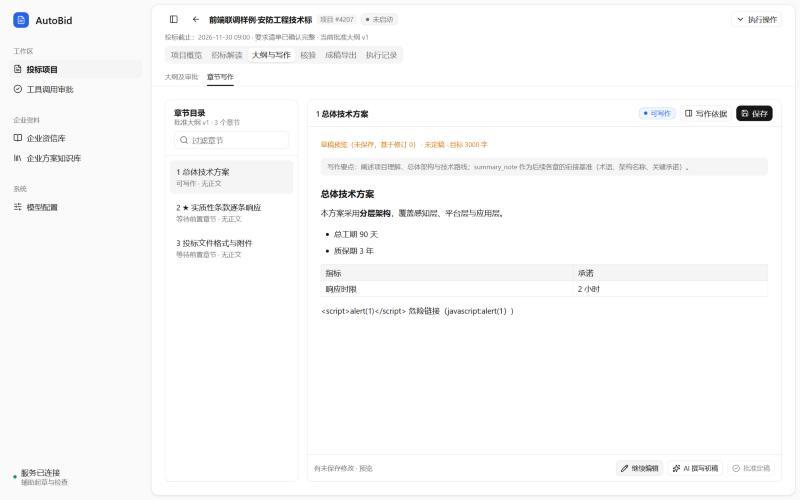 AutoBid
工作区
投标项目
工具调用审批
企业资料
企业资信库
企业方案知识库
系统
模型配置
服务已连接
辅助起草与检查
前端联调样例·安防工程技术标 项目 #4207 未启动
执行操作
投标截止：2026-11-30 09:00 · 要求清单已确认完整 · 当前批准大纲 v1
项目概览 招标解读 大纲与写作 核验 成稿导出 执行记录
大纲及审批 章节写作
章节目录
批准大纲 v1 · 3 个章节
过滤章节
1 总体技术方案
可写作 · 无正文
2 ★ 实质性条款逐条响应
等待前置章节 · 无正文
3 投标文件格式与附件
等待前置章节 · 无正文
1 总体技术方案 可写作 写作依据 保存
草稿预览（未保存，基于修订 0） · 未定稿 · 目标 3000 字
写作要点：阐述项目理解、总体架构与技术路线；summary_note 作为后续各章的衔接基准（术语、架构名称、关键承诺）。
总体技术方案
本方案采用分层架构，覆盖感知层、平台层与应用层。
总工期 90 天
质保期 3 年
指标 承诺
响应时限 2 小时
<script>alert(1)</script> 危险链接（javascript:alert(1)）
有未保存修改 · 预览
继续编辑 AI 撰写初稿 批准定稿